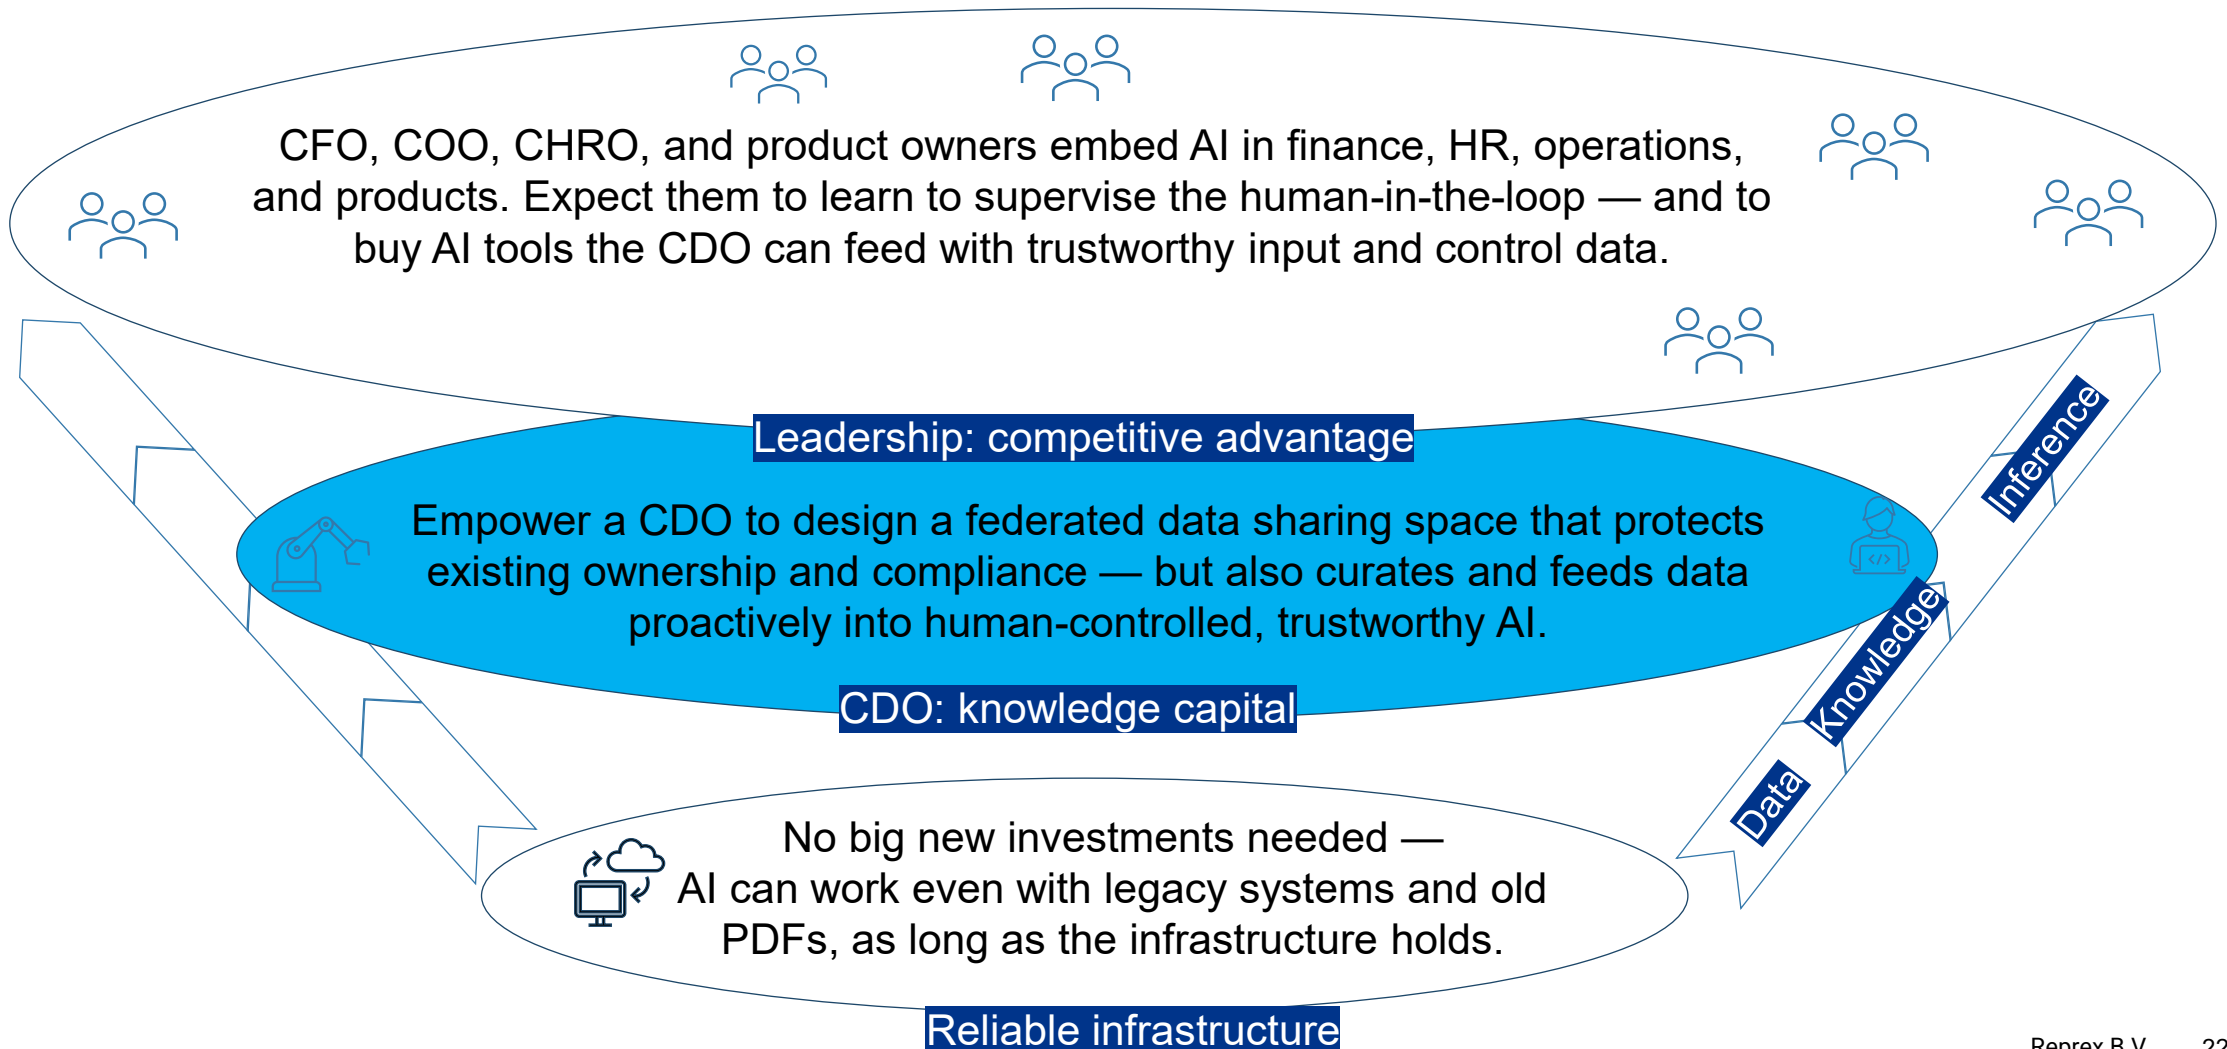 CFO, COO, CHRO, and product owners embed AI in finance, HR, operations,
and products. Expect them to learn to supervise the human-in-the-loop — and to
buy AI tools the CDO can feed with trustworthy input and control data.
Leadership: competitive advantage
Inference
Empower a CDO to design a federated data sharing space that protects
existing ownership and compliance — but also curates and feeds data
proactively into human-controlled, trustworthy AI.
Knowledge
CDO: knowledge capital
Data
No big new investments needed —
AI can work even with legacy systems and old
PDFs, as long as the infrastructure holds.
Reliable infrastructure
Reprex B.V. 22